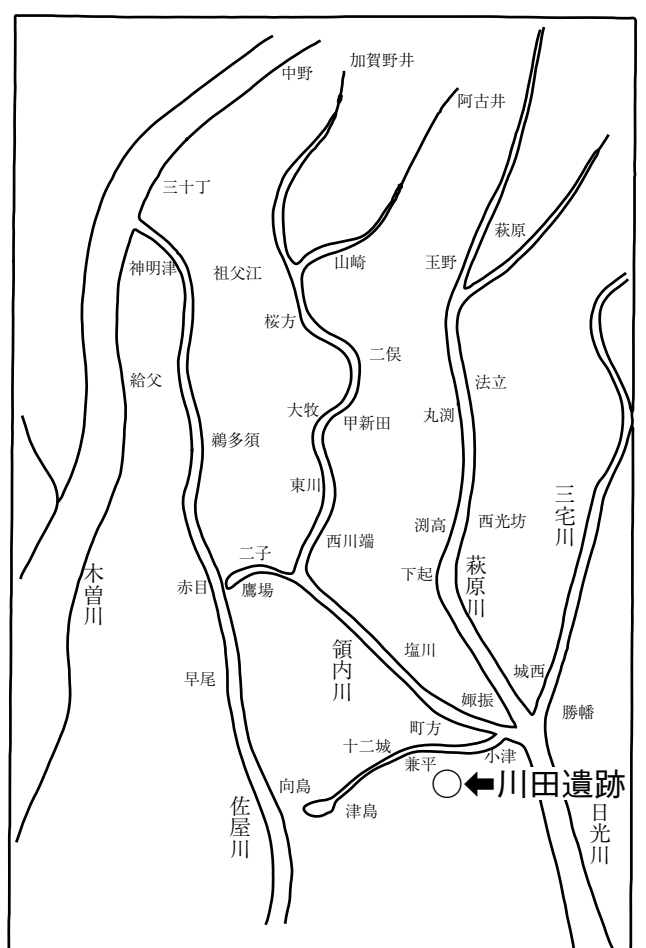 加賀野井
中野
阿古井
三十丁
萩原
神明津
祖父江
山崎
玉野
桜方
二俣
給父
法立
大牧
甲新田
丸渕
鵜多須
東川
三宅川
渕高
西光坊
二子
西川端
木曽川
赤目
鷹場
下起
萩原川
領内川
塩川
早尾
城西
娵振
勝幡
町方
十二城
小津
兼平
向島
津島
川田遺跡
佐屋川
日光川